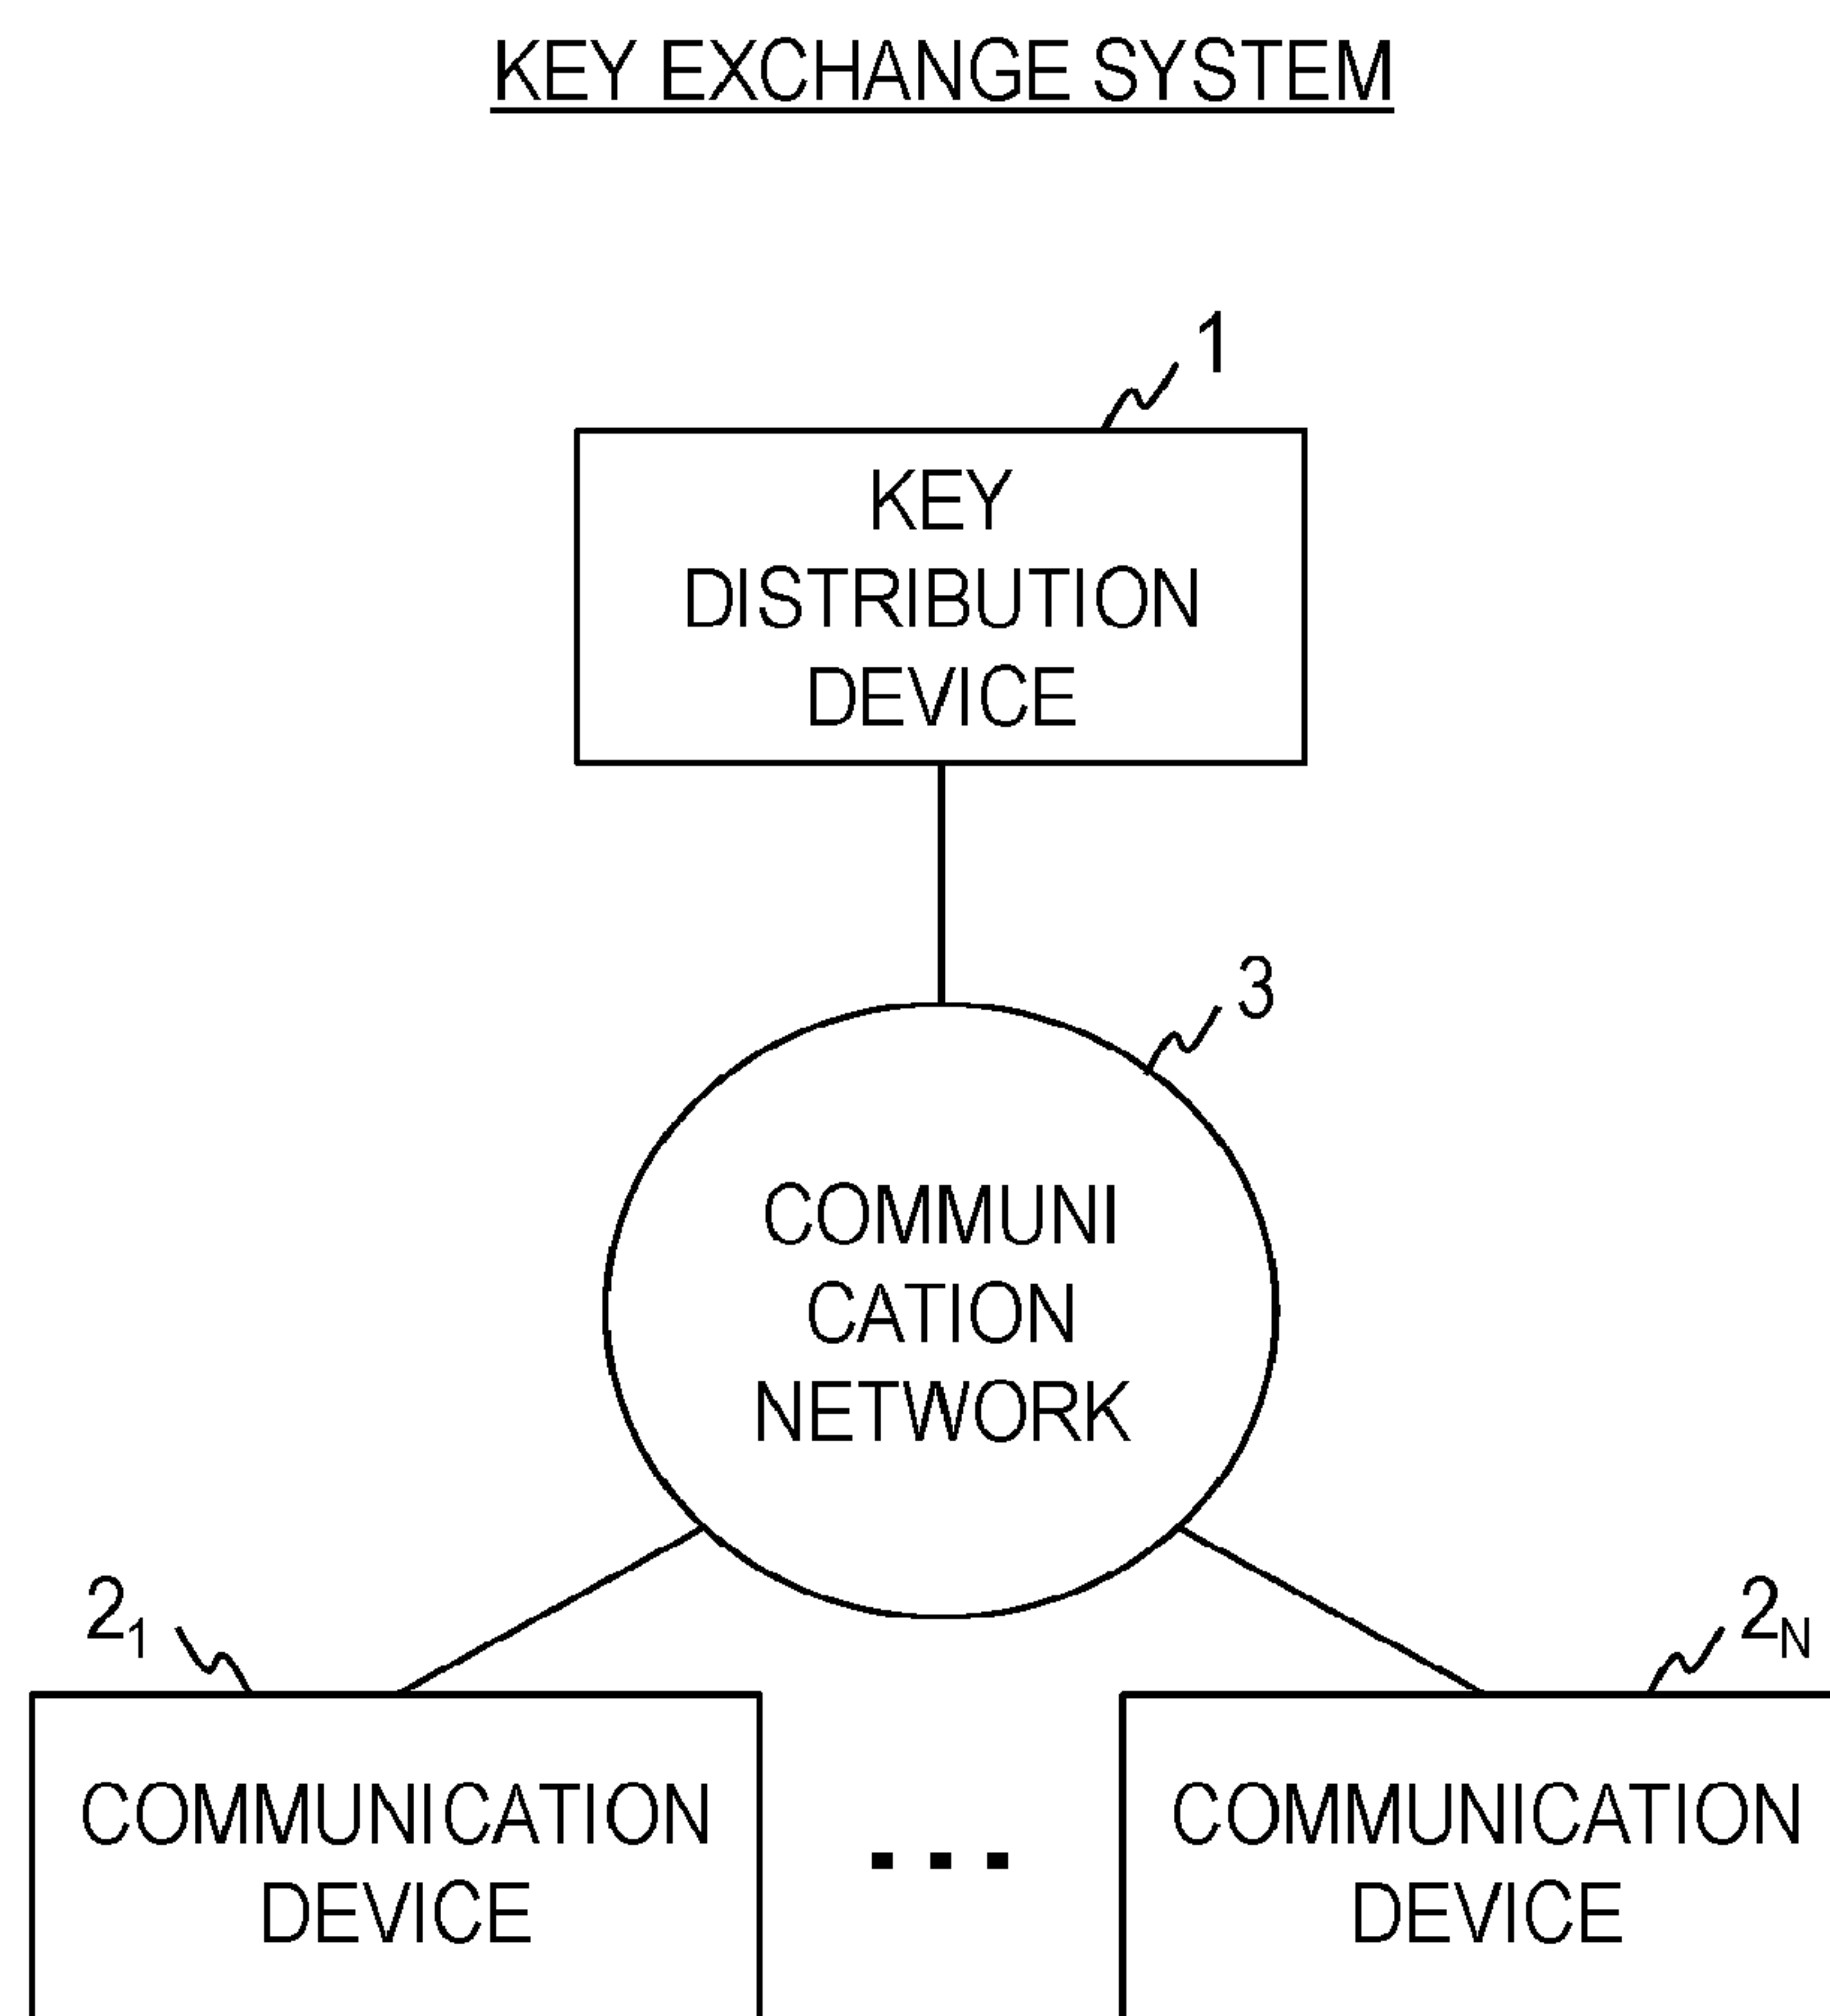 KEY EXCHANGE SYSTEM
1
KEY
DISTRIBUTION
DEVICE
3
COMMUNI
CATION
NETWORK
2₁
2ₙ
COMMUNICATION
DEVICE
...
COMMUNICATION
DEVICE